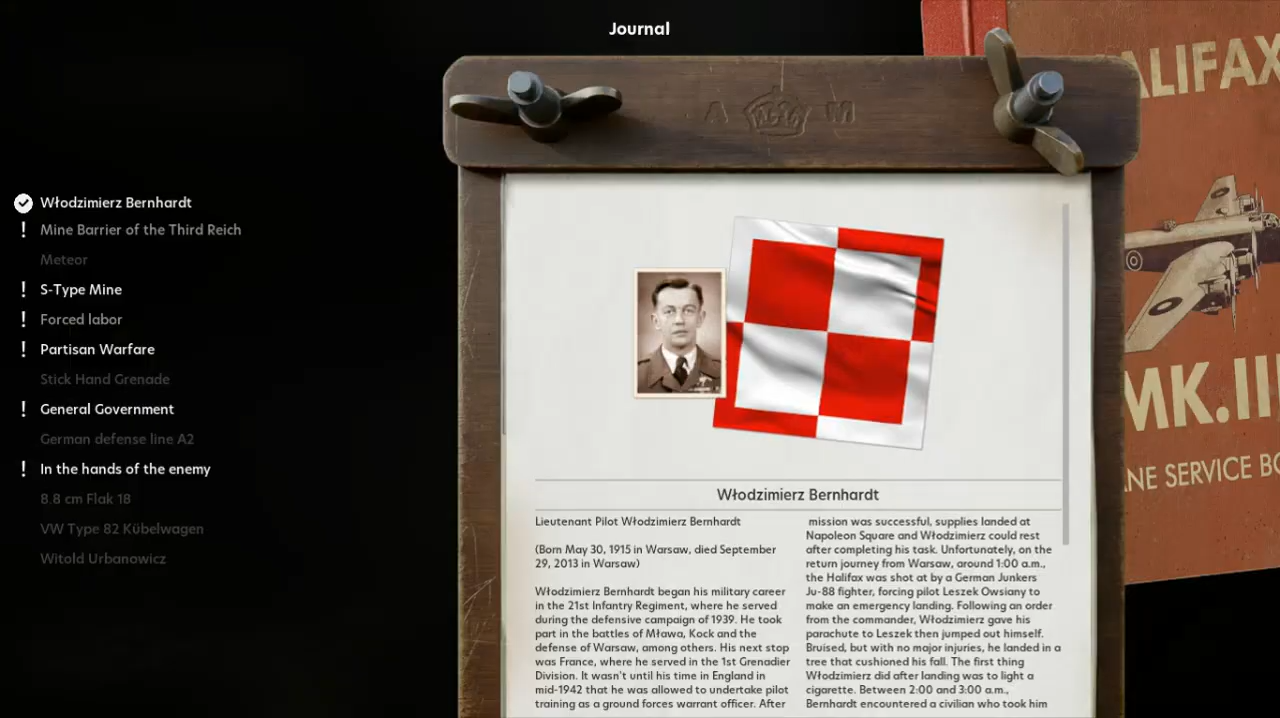 Journal
A M
HALIFAX
MK.III
Włodzimierz Bernhardt
! Mine Barrier of the Third Reich
Meteor
! S-Type Mine
! Forced labor
! Partisan Warfare
Stick Hand Grenade
! General Government
German defense line A2
! In the hands of the enemy
8.8 cm Flak 18
VW Type 82 Kübelwagen
Witold Urbanowicz
Włodzimierz Bernhardt
Lieutenant Pilot Włodzimierz Bernhardt
(Born May 30, 1915 in Warsaw, died September
29, 2013 in Warsaw)
Włodzimierz Bernhardt began his military career
in the 21st Infantry Regiment, where he served
during the defensive campaign of 1939. He took
part in the battles of Mława, Kock and the
defense of Warsaw, among others. His next stop
was France, where he served in the 1st Grenadier
Division. It wasn't until his time in England in
mid-1942 that he was allowed to undertake pilot
training as a ground forces warrant officer. After
mission was successful, supplies landed at
Napoleon Square and Włodzimierz could rest
after completing his task. Unfortunately, on the
return journey from Warsaw, around 1:00 a.m.,
the Halifax was shot at by a German Junkers
Ju-88 fighter, forcing pilot Leszek Owsiany to
make an emergency landing. Following an order
from the commander, Włodzimierz gave his
parachute to Leszek then jumped out himself.
Bruised, but with no major injuries, he landed in a
tree that cushioned his fall. The first thing
Włodzimierz did after landing was to light a
cigarette. Between 2:00 and 3:00 a.m.,
Bernhardt encountered a civilian who took him